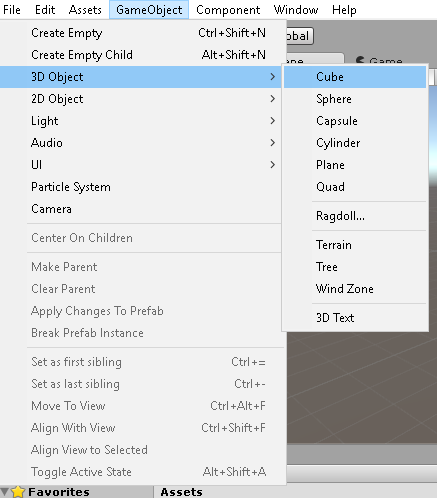 File Edit Assets GameObject Component Window Help
Create Empty Ctrl+Shift+N
Create Empty Child Alt+Shift+N
3D Object
2D Object
Light
Audio
UI
Particle System
Camera
Center On Children
Make Parent
Clear Parent
Apply Changes To Prefab
Break Prefab Instance
Set as first sibling Ctrl+=
Set as last sibling Ctrl+-
Move To View Ctrl+Alt+F
Align With View Ctrl+Shift+F
Align View to Selected
Toggle Active State Alt+Shift+A
Cube
Sphere
Capsule
Cylinder
Plane
Quad
Ragdoll...
Terrain
Tree
Wind Zone
3D Text
Favorites Assets